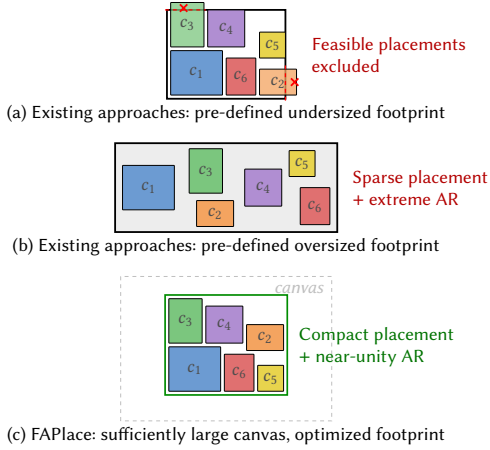 c3
c4
c5
c1
c6
c2
Feasible placements
excluded
(a) Existing approaches: pre-defined undersized footprint
c1
c3
c2
c4
c5
c6
Sparse placement
+ extreme AR
(b) Existing approaches: pre-defined oversized footprint
canvas
c3
c4
c2
c1
c6
c5
Compact placement
+ near-unity AR
(c) FAPlace: sufficiently large canvas, optimized footprint